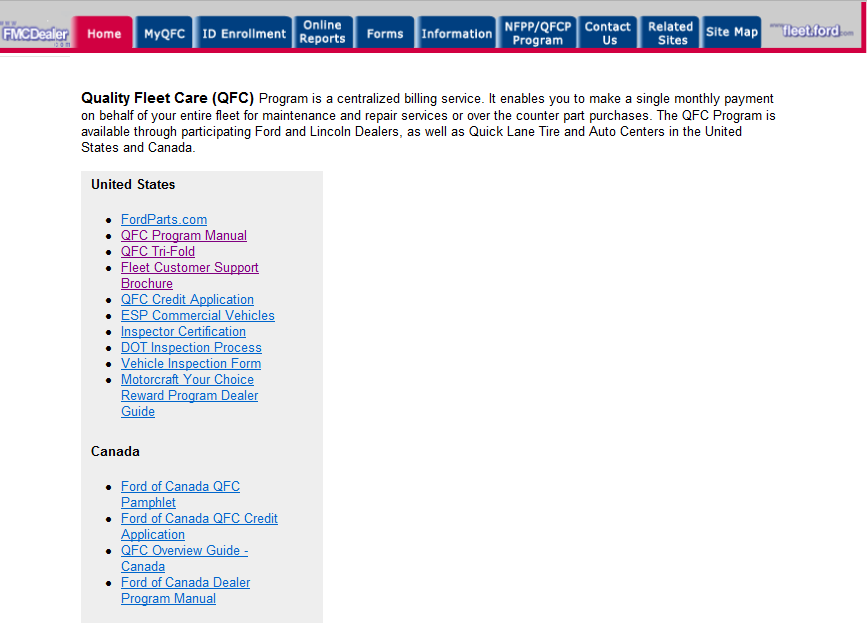 www
FMCDealer
.com
Home
MyQFC
ID Enrollment
Online
Reports
Forms
Information
NFPP/QFCP
Program
Contact
Us
Related
Sites
Site Map
www.fleet.ford.com
Quality Fleet Care (QFC) Program is a centralized billing service. It enables you to make a single monthly payment
on behalf of your entire fleet for maintenance and repair services or over the counter part purchases. The QFC Program is
available through participating Ford and Lincoln Dealers, as well as Quick Lane Tire and Auto Centers in the United
States and Canada.
United States
FordParts.com
QFC Program Manual
QFC Tri-Fold
Fleet Customer Support
Brochure
QFC Credit Application
ESP Commercial Vehicles
Inspector Certification
DOT Inspection Process
Vehicle Inspection Form
Motorcraft Your Choice
Reward Program Dealer
Guide
Canada
Ford of Canada QFC
Pamphlet
Ford of Canada QFC Credit
Application
QFC Overview Guide -
Canada
Ford of Canada Dealer
Program Manual